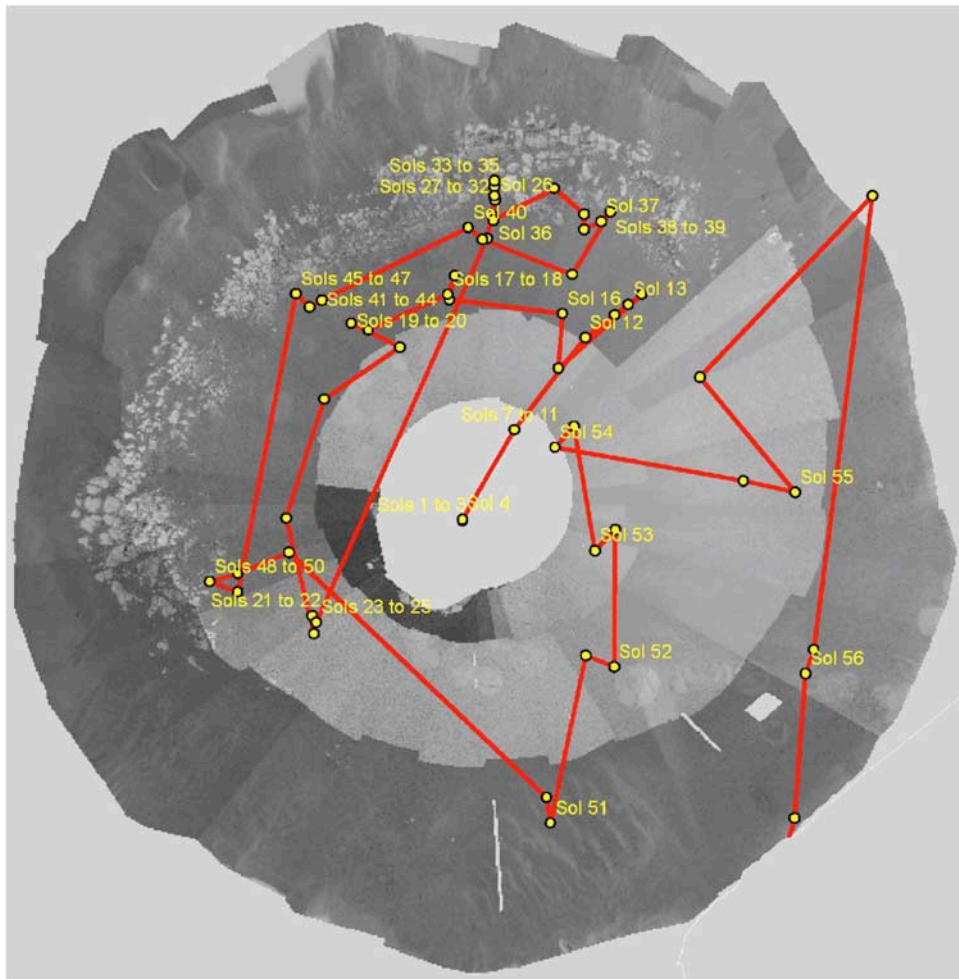 Sols 33 to 35
Sols 27 to 32
Sol 26
Sol 37
Sol 40
Sol 36
Sols 38 to 39
Sols 45 to 47
Sols 17 to 18
Sol 13
Sols 41 to 44
Sol 16
Sols 19 to 20
Sol 12
Sols 7 to 11
Sol 54
Sols 1 to 3
Sol 4
Sol 55
Sol 53
Sols 48 to 50
Sols 21 to 22
Sols 23 to 25
Sol 52
Sol 56
Sol 51